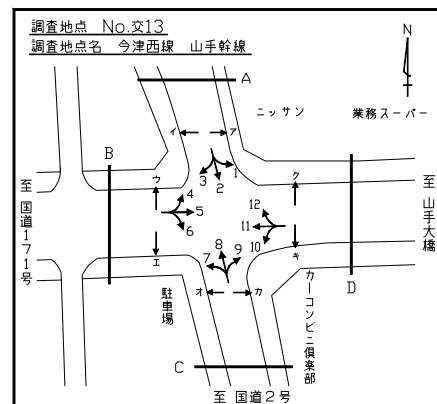 調査地点 No.交13
調査地点名 今津西線 山手幹線
N
A
ニッサン
業務スーパー
イ
ア
B
ウ
ク
3
2
1
4
5
6
12
11
10
至 国道171号
至 山手大橋
エ
キ
7
8
9
D
駐車場
オ
カ
カーコンビニ倶楽部
C
至 国道2号